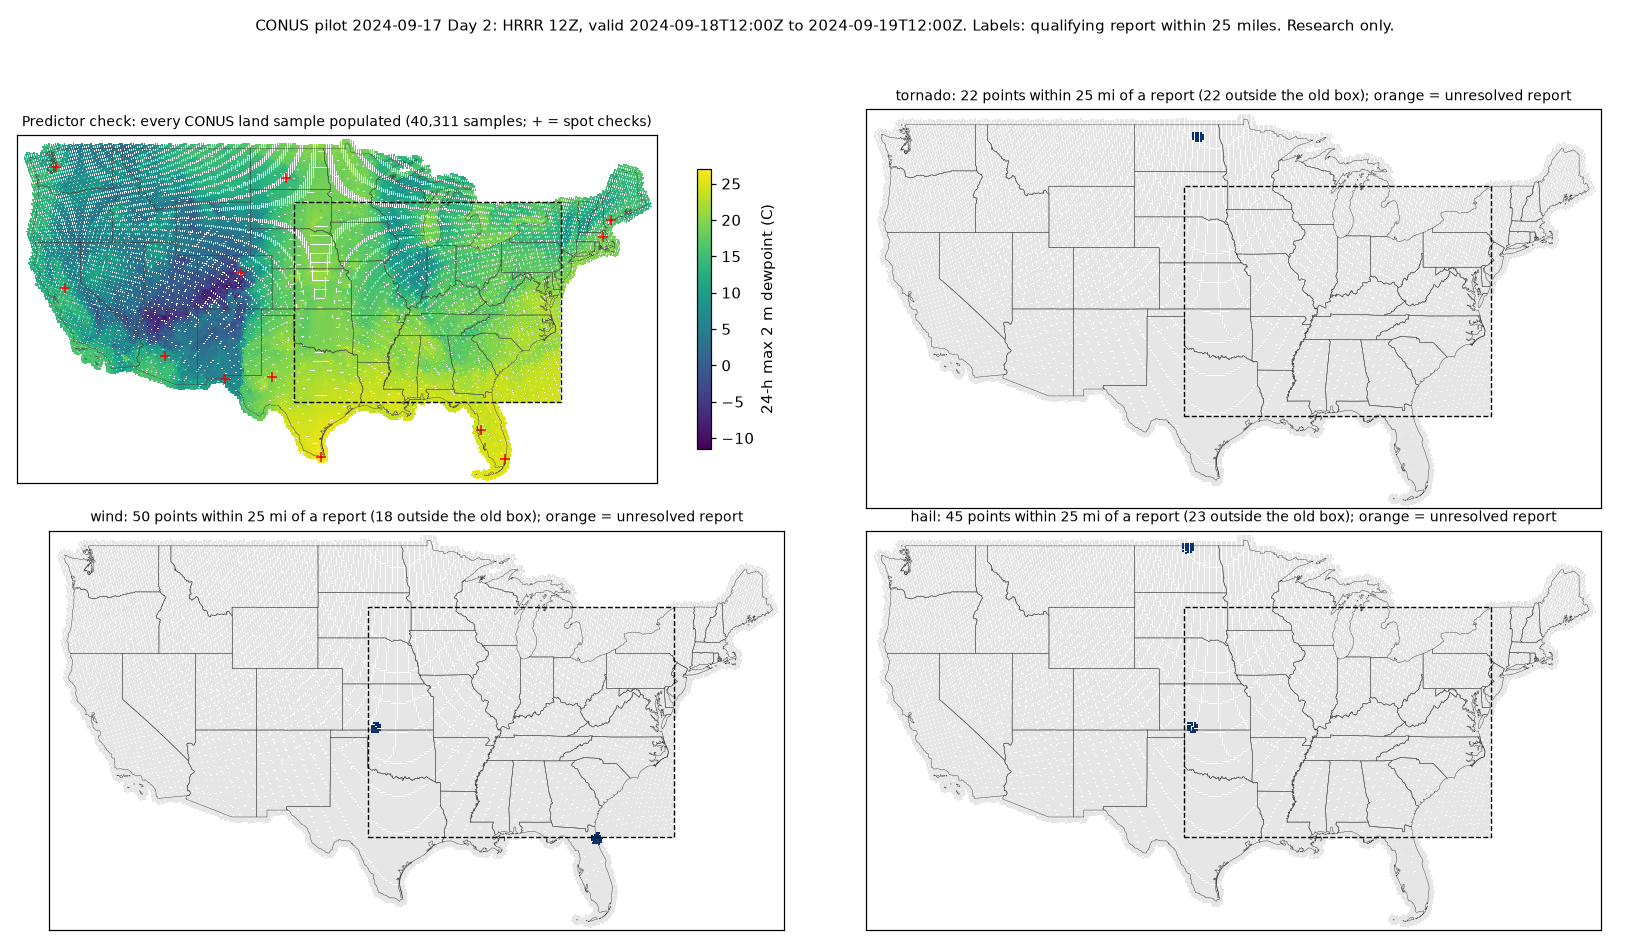 CONUS pilot 2024-09-17 Day 2: HRRR 12Z, valid 2024-09-18T12:00Z to 2024-09-19T12:00Z. Labels: qualifying report within 25 miles. Research only.
Predictor check: every CONUS land sample populated (40,311 samples; + = spot checks)
25
20
15
10
5
0
−5
−10
24-h max 2 m dewpoint (C)
tornado: 22 points within 25 mi of a report (22 outside the old box); orange = unresolved report
wind: 50 points within 25 mi of a report (18 outside the old box); orange = unresolved report
hail: 45 points within 25 mi of a report (23 outside the old box); orange = unresolved report